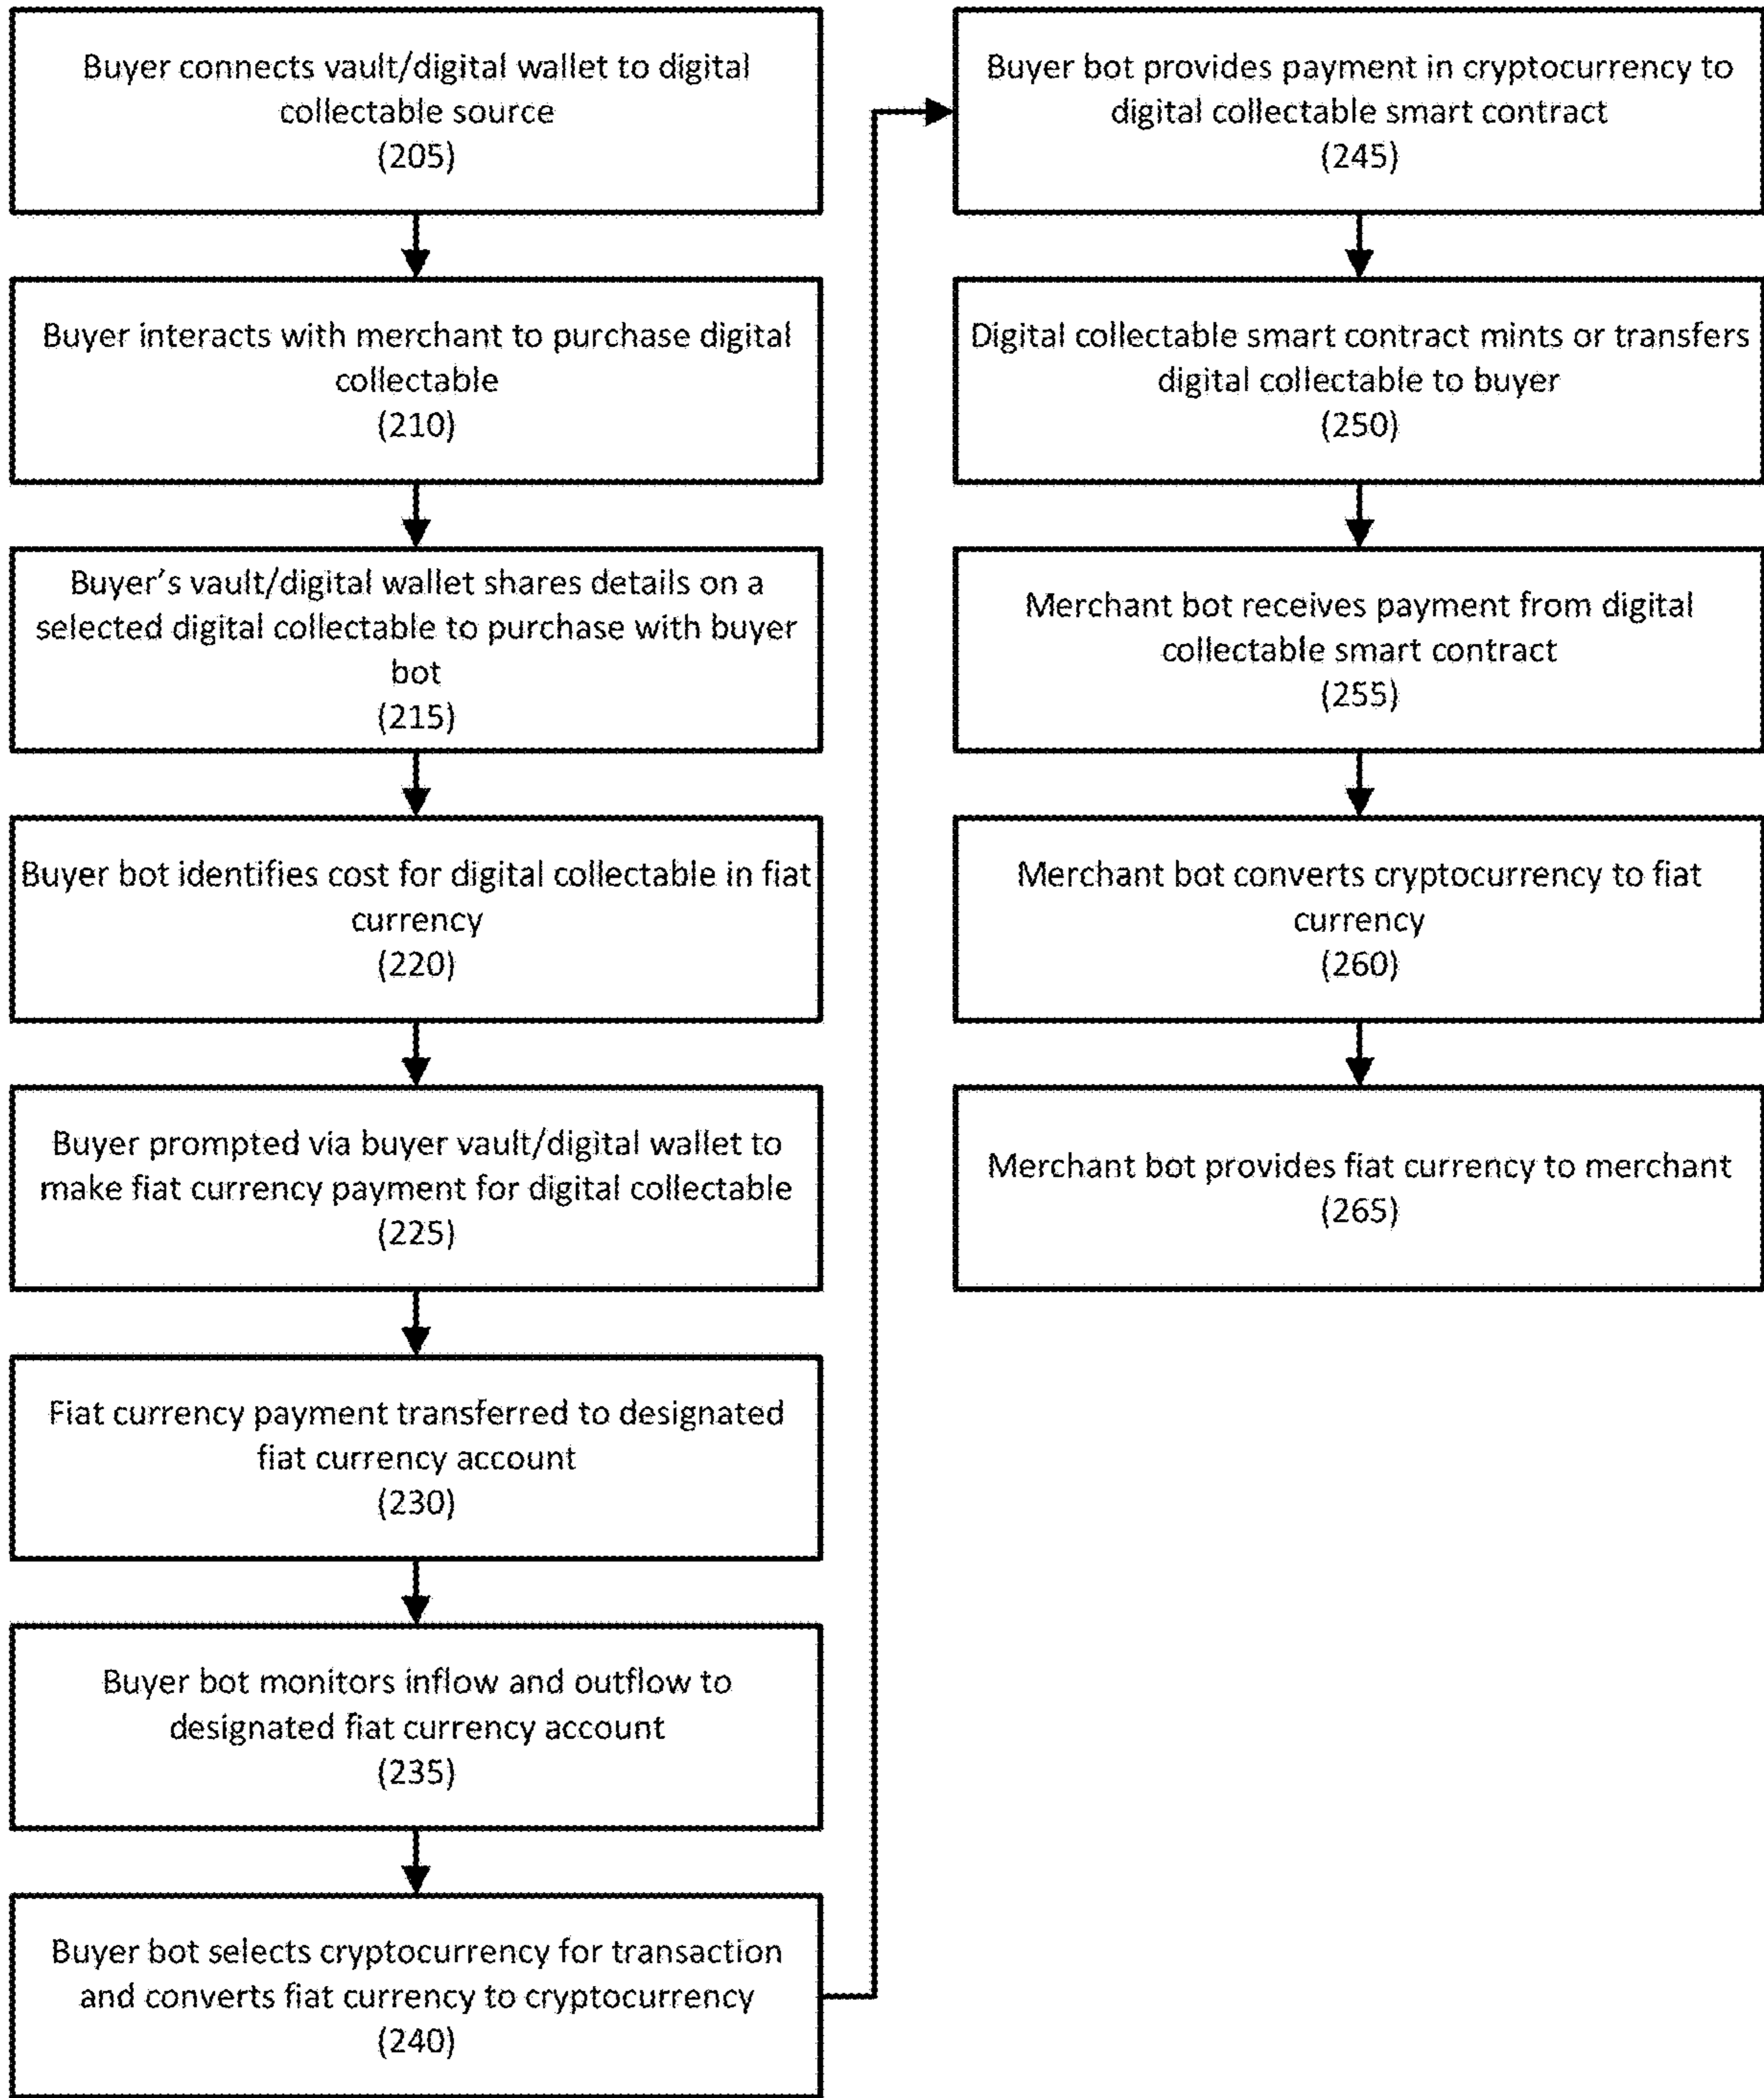 Buyer connects vault/digital wallet to digital
collectable source
(205)
Buyer interacts with merchant to purchase digital
collectable
(210)
Buyer's vault/digital wallet shares details on a
selected digital collectable to purchase with buyer
bot
(215)
Buyer bot identifies cost for digital collectable in fiat
currency
(220)
Buyer prompted via buyer vault/digital wallet to
make fiat currency payment for digital collectable
(225)
Fiat currency payment transferred to designated
fiat currency account
(230)
Buyer bot monitors inflow and outflow to
designated fiat currency account
(235)
Buyer bot selects cryptocurrency for transaction
and converts fiat currency to cryptocurrency
(240)
Buyer bot provides payment in cryptocurrency to
digital collectable smart contract
(245)
Digital collectable smart contract mints or transfers
digital collectable to buyer
(250)
Merchant bot receives payment from digital
collectable smart contract
(255)
Merchant bot converts cryptocurrency to fiat
currency
(260)
Merchant bot provides fiat currency to merchant
(265)